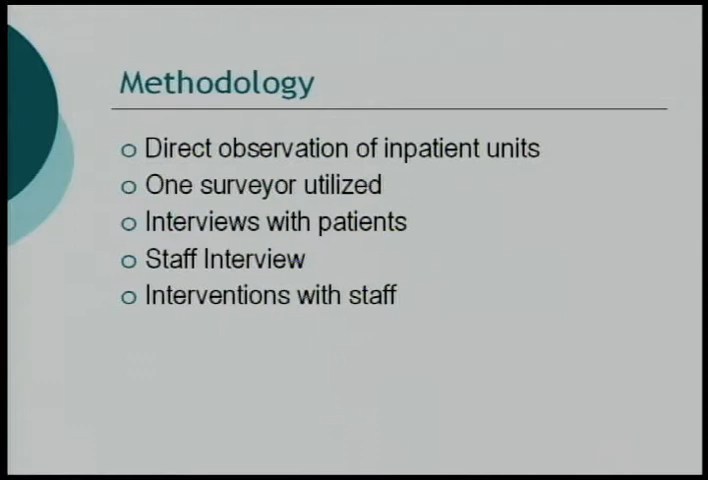 Methodology
Direct observation of inpatient units
One surveyor utilized
Interviews with patients
Staff Interview
Interventions with staff